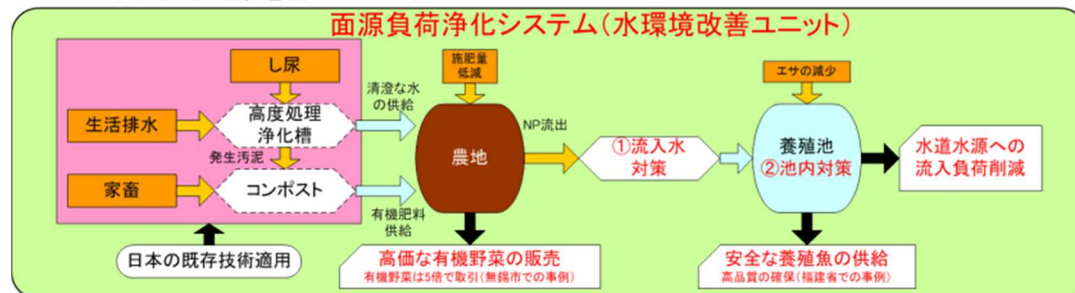 面源負荷浄化システム(水環境改善ユニット)
し尿
生活排水
高度処理
浄化槽
発生汚泥
家畜
コンポスト
日本の既存技術適用
清澄な水
の供給
有機肥料
供給
施肥量
低減
農地
NP流出
高価な有機野菜の販売
有機野菜は5倍で取引(無錫市での事例)
①流入水
対策
エサの減少
養殖池
②池内対策
安全な養殖魚の供給
高品質の確保(福建省での事例)
水道水源への
流入負荷削減